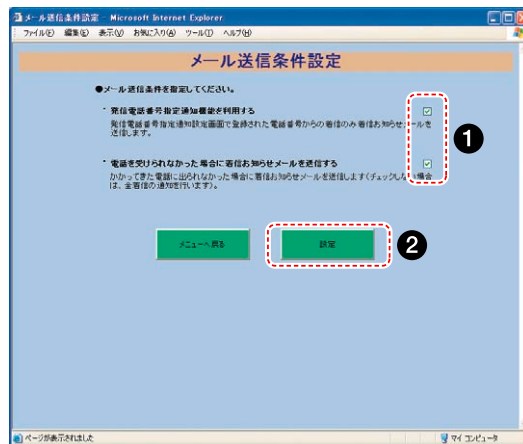 メール送信条件設定 - Microsoft Internet Explorer
ファイル(F) 編集(E) 表示(V) お気に入り(A) ツール(T) ヘルプ(H)
メール送信条件設定
●メール送信条件を指定してください。
・発信電話番号指定通知機能を利用する
発信電話番号指定通知設定画面で登録された電話番号からの着信のみ着信お知らせメールを
送信します。
❶
・電話を受けられなかった場合に着信お知らせメールを送信する
かかってきた電話に出られなかった場合に着信お知らせメールを送信します(チェックしない場合
は、全着信の通知を行います)。
メニューへ戻る 設定 ❷
ページが表示されました マイ コンピュータ